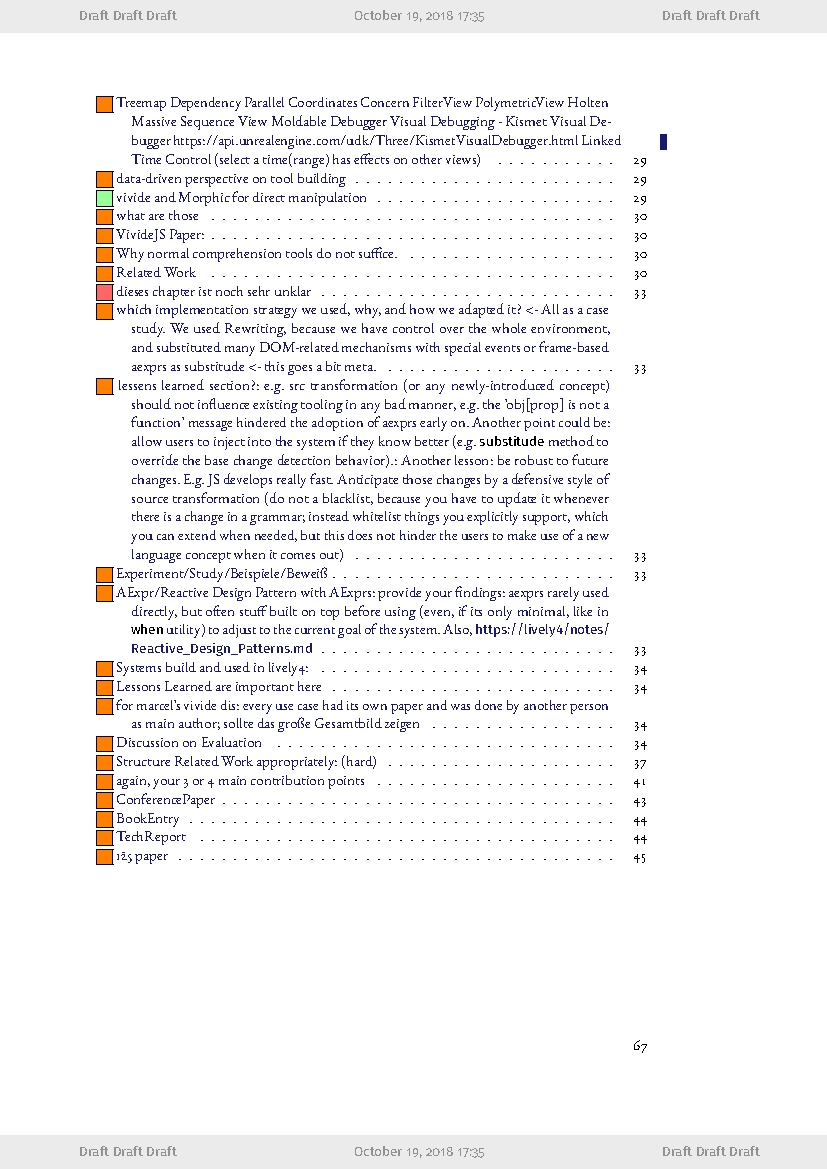 Draft Draft Draft October 19, 2018 17:35 Draft Draft Draft
Treemap Dependency Parallel Coordinates Concern FilterView PolymetricView Holten
Massive Sequence View Moldable Debugger Visual Debugging - Kismet Visual De-
bugger https://api.unrealengine.com/udk/Three/KismetVisualDebugger.html Linked
Time Control (select a time(range) has effects on other views) . . . . . . . . . . . 29
data-driven perspective on tool building . . . . . . . . . . . . . . . . . . . . . . . . 29
vivide and Morphic for direct manipulation . . . . . . . . . . . . . . . . . . . . . . 29
what are those . . . . . . . . . . . . . . . . . . . . . . . . . . . . . . . . . . . . . 30
VivideJS Paper: . . . . . . . . . . . . . . . . . . . . . . . . . . . . . . . . . . . . . 30
Why normal comprehension tools do not suffice. . . . . . . . . . . . . . . . . . . . 30
Related Work . . . . . . . . . . . . . . . . . . . . . . . . . . . . . . . . . . . . . 30
dieses chapter ist noch sehr unklar . . . . . . . . . . . . . . . . . . . . . . . . . . . 33
which implementation strategy we used, why, and how we adapted it? <- All as a case
study. We used Rewriting, because we have control over the whole environment,
and substituted many DOM-related mechanisms with special events or frame-based
aexprs as substitude <- this goes a bit meta. . . . . . . . . . . . . . . . . . . . . . 33
lessens learned section?: e.g. src transformation (or any newly-introduced concept)
should not influence existing tooling in any bad manner, e.g. the 'obj[prop] is not a
function' message hindered the adoption of aexprs early on. Another point could be:
allow users to inject into the system if they know better (e.g. substitude method to
override the base change detection behavior).: Another lesson: be robust to future
changes. E.g. JS develops really fast. Anticipate those changes by a defensive style of
source transformation (do not a blacklist, because you have to update it whenever
there is a change in a grammar; instead whitelist things you explicitly support, which
you can extend when needed, but this does not hinder the users to make use of a new
language concept when it comes out) . . . . . . . . . . . . . . . . . . . . . . . . 33
Experiment/Study/Beispiele/Beweiß . . . . . . . . . . . . . . . . . . . . . . . . . . 33
AExpr/Reactive Design Pattern with AExprs: provide your findings: aexprs rarely used
directly, but often stuff built on top before using (even, if its only minimal, like in
when utility) to adjust to the current goal of the system. Also, https://lively4/notes/
Reactive_Design_Patterns.md . . . . . . . . . . . . . . . . . . . . . . . . . . . 33
Systems build and used in lively4: . . . . . . . . . . . . . . . . . . . . . . . . . . . 34
Lessons Learned are important here . . . . . . . . . . . . . . . . . . . . . . . . . . 34
for marcel's vivide dis: every use case had its own paper and was done by another person
as main author; sollte das große Gesamtbild zeigen . . . . . . . . . . . . . . . . . 34
Discussion on Evaluation . . . . . . . . . . . . . . . . . . . . . . . . . . . . . . . 34
Structure Related Work appropriately: (hard) . . . . . . . . . . . . . . . . . . . . . 37
again, your 3 or 4 main contribution points . . . . . . . . . . . . . . . . . . . . . . 41
ConferencePaper . . . . . . . . . . . . . . . . . . . . . . . . . . . . . . . . . . . . 43
BookEntry . . . . . . . . . . . . . . . . . . . . . . . . . . . . . . . . . . . . . . . 44
TechReport . . . . . . . . . . . . . . . . . . . . . . . . . . . . . . . . . . . . . . 44
125 paper . . . . . . . . . . . . . . . . . . . . . . . . . . . . . . . . . . . . . . . . 45
67
Draft Draft Draft October 19, 2018 17:35 Draft Draft Draft